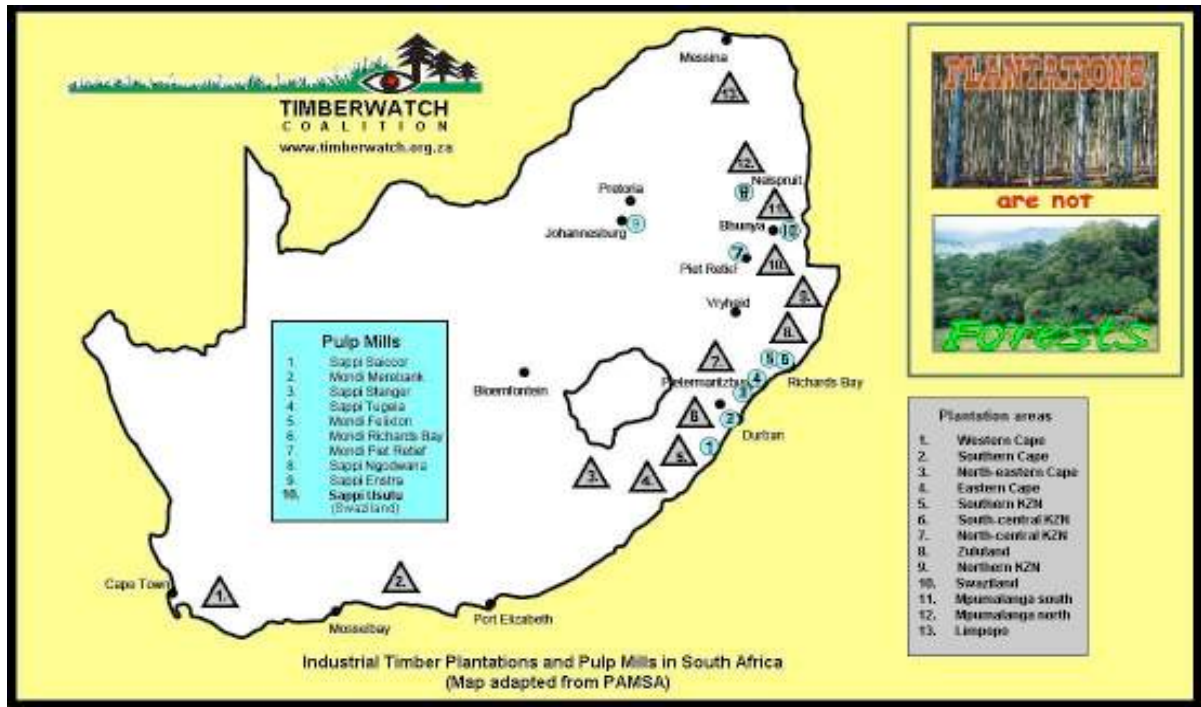 TIMBERWATCH
COALITION
www.timberwatch.org.za
Messina
13.
12.
Nelspruit
8
11.
Pretoria
Johannesburg
9
Bhunya
10
Piet Retief
7
10.
9.
Vryheid
8.
7.
5
6
Richards Bay
Bloemfontein
Pietermaritzburg
4
3
6
2
Durban
1
5.
3.
4.
Cape Town
1.
2.
Mosselbay
Port Elizabeth
Pulp Mills
1 Sappi Saiccor
2 Mondi Merebank
3 Sappi Stanger
4 Sappi Tugela
5 Mondi Felixton
6 Mondi Richards Bay
7 Mondi Piet Retief
8 Sappi Ngodwana
9 Sappi Enstra
10. Sappi Usutu
(Swaziland)
PLANTATIONS
are not
Forests
Plantation areas
1. Western Cape
2. Southern Cape
3. North-eastern Cape
4. Eastern Cape
5. Southern KZN
6. South-central KZN
7. North-central KZN
8. Zululand
9. Northern KZN
10. Swaziland
11. Mpumalanga south
12. Mpumalanga north
13. Limpopo
Industrial Timber Plantations and Pulp Mills in South Africa
(Map adapted from PAMSA)